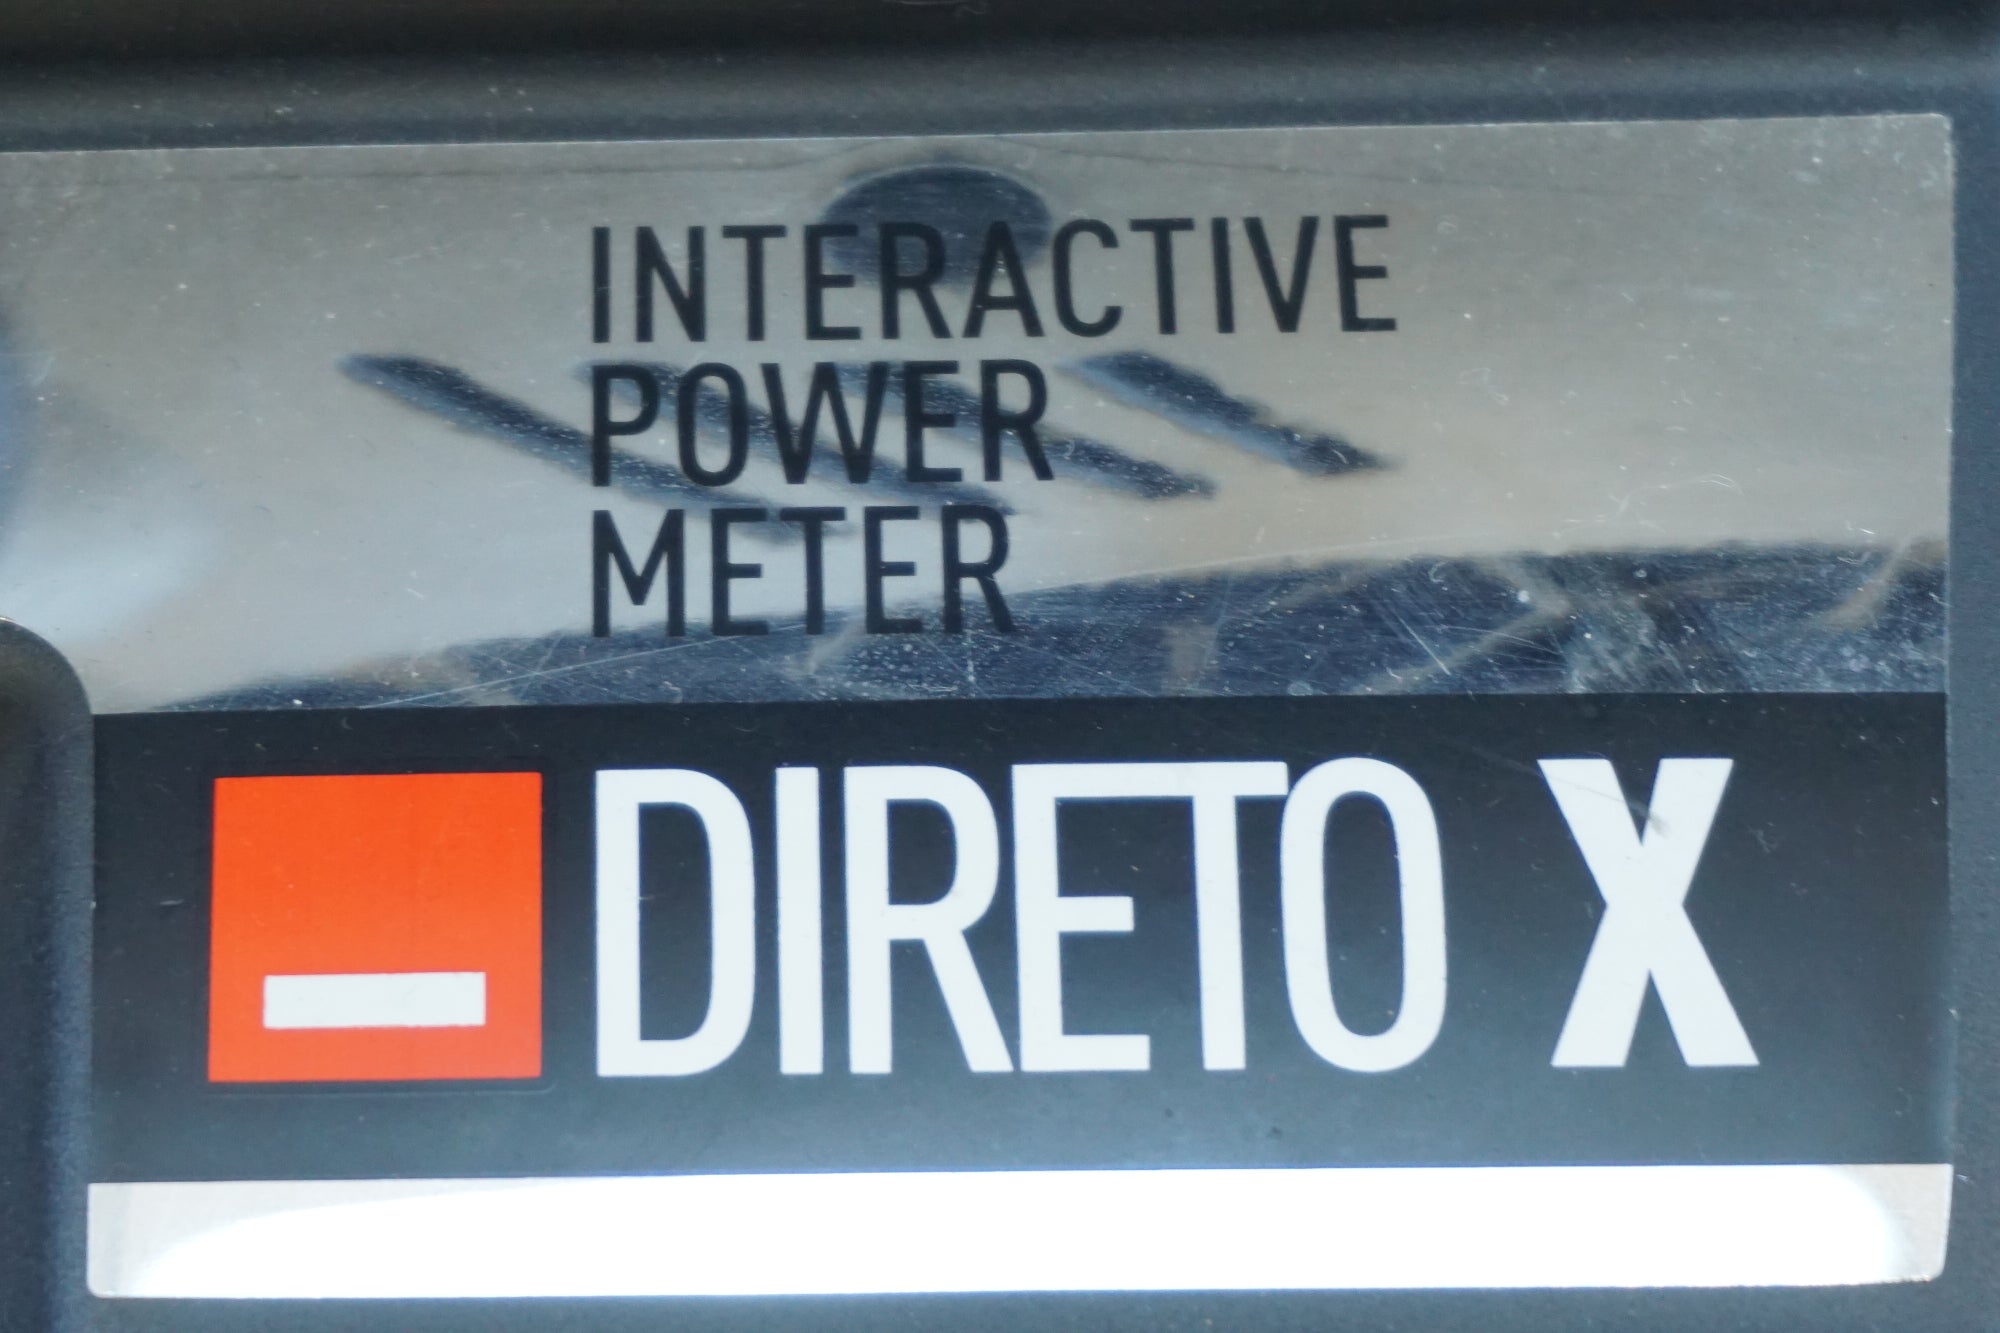 INTERACTIVE
POWER
METER
DIRETO X